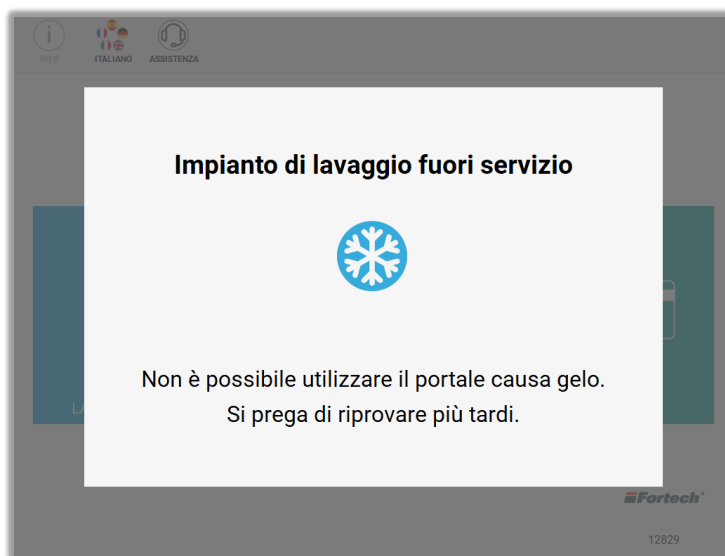 INFO
ITALIANO
ASSISTENZA
Impianto di lavaggio fuori servizio
Non è possibile utilizzare il portale causa gelo.
Si prega di riprovare più tardi.
LA
Fortech
12829